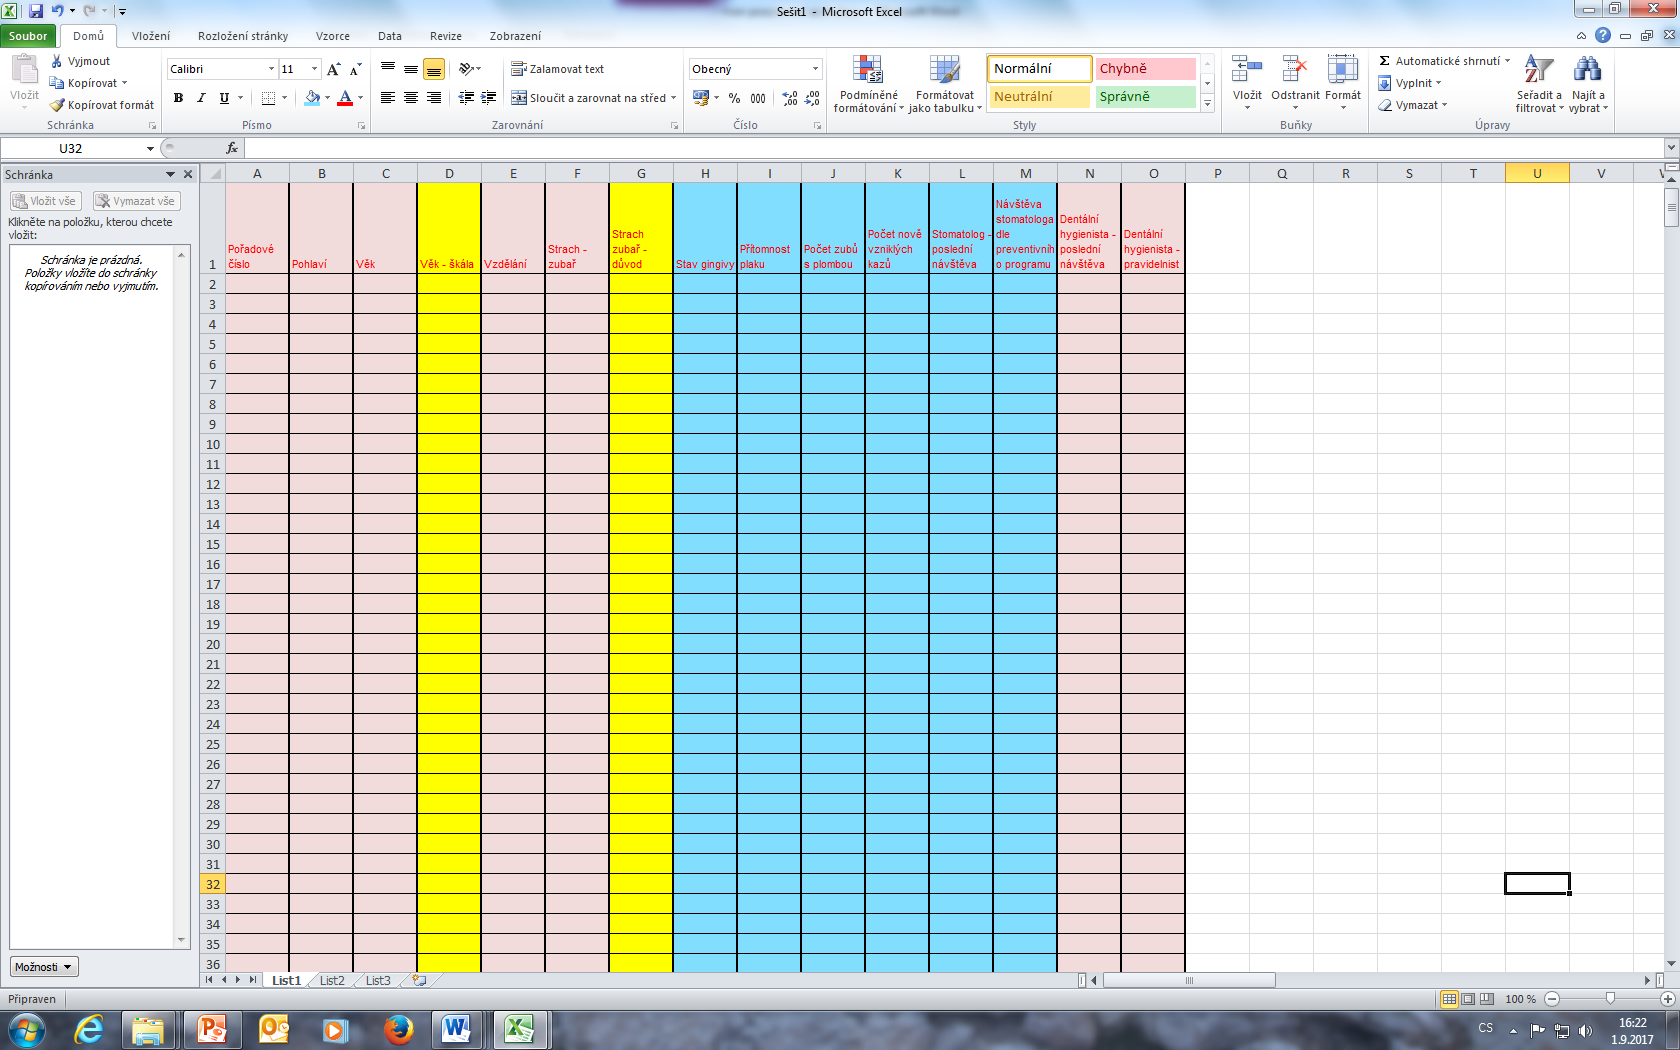 Sešit1 - Microsoft Excel
Soubor Domů Vložení Rozložení stránky Vzorce Data Revize Zobrazení
Vložit
Vyjmout
Kopírovat
Kopírovat formát
Schránka
Calibri 11
B I U
Písmo
Zalamovat text
Sloučit a zarovnat na střed
Zarovnání
Obecný
% 000
Číslo
Podmíněné formátování
Formátovat jako tabulku
Normální Chybně
Neutrální Správně
Styly
Vložit Odstranit Formát
Buňky
Σ Automatické shrnutí
Vyplnit
Vymazat
Seřadit a filtrovat
Najít a vybrat
Úpravy
U32 fx
Schránka
Vložit vše Vymazat vše
Klikněte na položku, kterou chcete
vložit:
Schránka je prázdná.
Položky vložíte do schránky
kopírováním nebo vyjmutím.
Možnosti
A B C D E F G H I J K L M N O P Q R S T U V
1
Pořadové
číslo
Pohlaví
Věk
Věk - škála
Vzdělání
Strach -
zubař
Strach
zubař -
důvod
Stav gingivy
Přítomnost
plaku
Počet zubů
s plombou
Počet nově
vzniklých
kazů
Stomatolog -
poslední
návštěva
Návštěva
stomatologa
dle
preventivníh
o programu
Dentální
hygienista -
poslední
návštěva
Dentální
hygienista -
pravidelnist
2
3
4
5
6
7
8
9
10
11
12
13
14
15
16
17
18
19
20
21
22
23
24
25
26
27
28
29
30
31
32
33
34
35
36
List1 List2 List3
Připraven
100 %
CS
16:22
1.9.2017